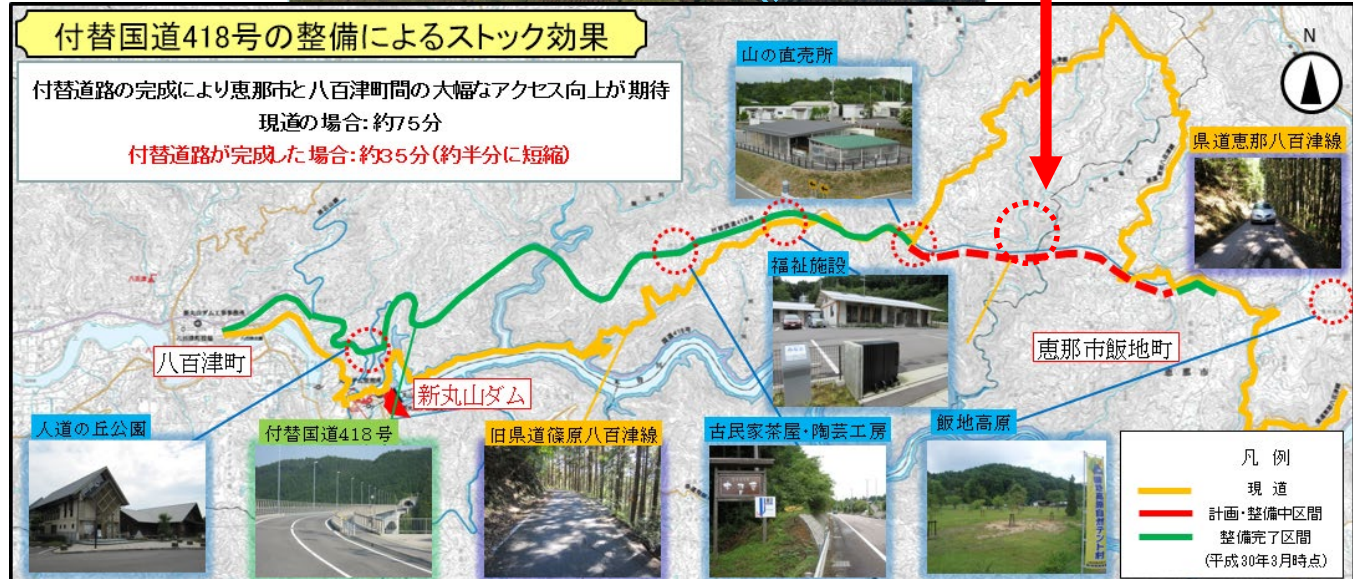 付替国道418号の整備によるストック効果
付替道路の完成により恵那市と八百津町間の大幅なアクセス向上が期待
現道の場合：約75分
付替道路が完成した場合：約35分(約半分に短縮)
山の直売所
N
県道恵那八百津線
付替国道418号
福祉施設
八百津町
新丸山ダム
恵那市飯地町
人道の丘公園
付替国道418号
旧県道篠原八百津線
古民家茶屋・陶芸工房
飯地高原
凡 例
現 道
計画・整備中区間
整備完了区間
(平成30年3月時点)